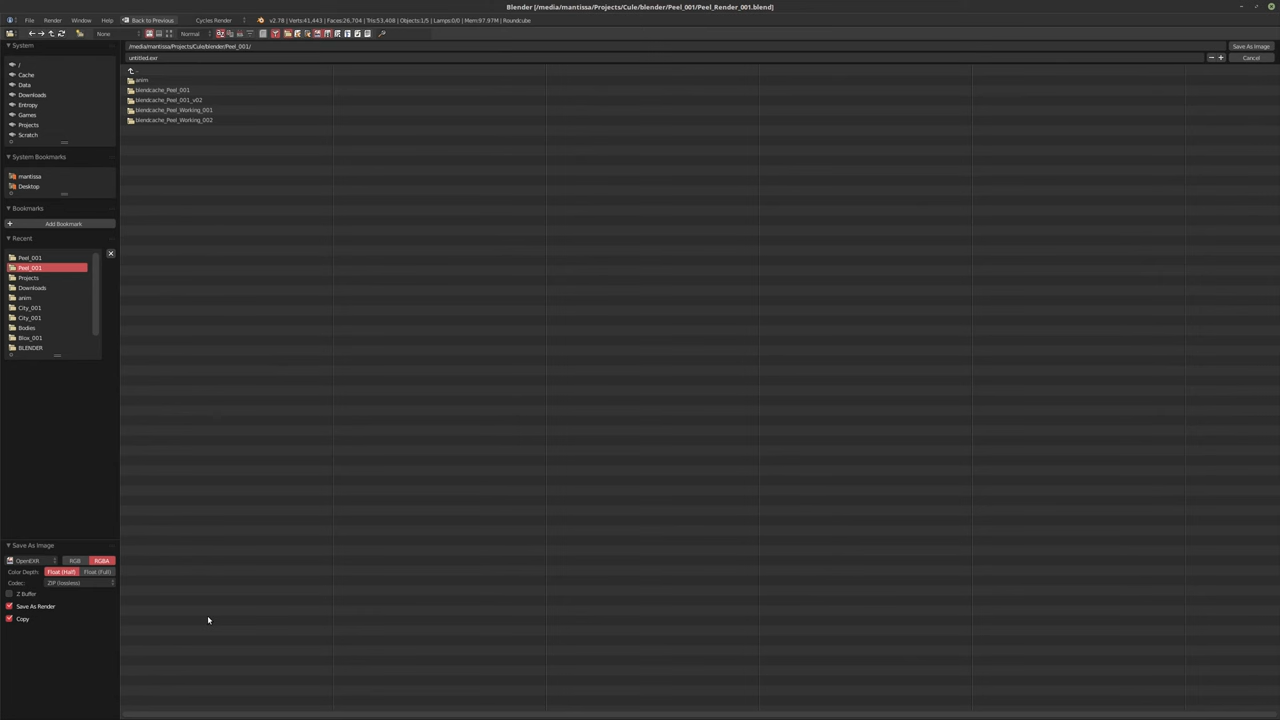 Blender [/media/mantissa/Projects/Cule/blender/Peel_001/Peel_Render_001.blend]
File Render Window Help Back to Previous Cycles Render v2.78 | Verts:41,443 | Faces:26,704 | Tris:53,408 | Objects:1/5 | Lamps:0/0 | Mem:97.97M | Roundcube
None Normal
System
/
Cache
Data
Downloads
Entropy
Games
Projects
Scratch
System Bookmarks
mantissa
Desktop
Bookmarks
Add Bookmark
Recent
Peel_001
Peel_001
Projects
Downloads
anim
City_001
City_001
Bodies
Blox_001
BLENDER
Save As Image
OpenEXR RGB RGBA
Color Depth: Float (Half) Float (Full)
Codec: ZIP (lossless)
Z Buffer
Save As Render
Copy
/media/mantissa/Projects/Cule/blender/Peel_001/ Save As Image
untitled.exr Cancel
..
anim
blendcache_Peel_001
blendcache_Peel_001_v02
blendcache_Peel_Working_001
blendcache_Peel_Working_002